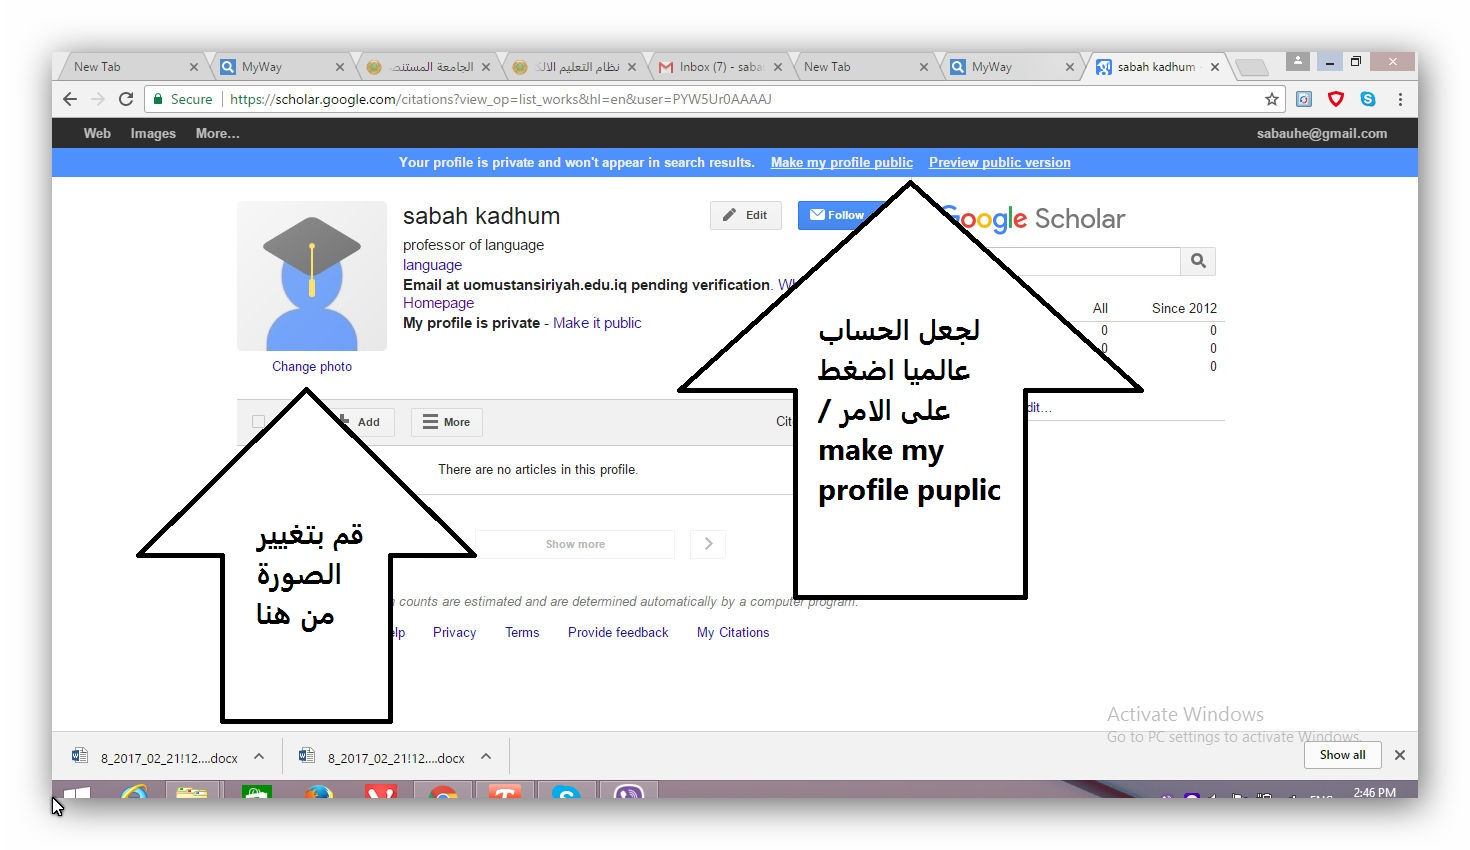 New Tab
MyWay
الجامعة المستنص
نظام التعليم الالك
Inbox (7) - saba
New Tab
MyWay
sabah kadhum -
Secure
https://scholar.google.com/citations?view_op=list_works&hl=en&user=PYW5Ur0AAAAJ
Web Images More…
sabauhe@gmail.com
Your profile is private and won't appear in search results. Make my profile public Preview public version
sabah kadhum
Edit
Follow
Google Scholar
professor of language
language
Email at uomustansiriyah.edu.iq pending verification.
Homepage
My profile is private - Make it public
Change photo
All Since 2012
0 0
0 0
0
dit…
Add
More
Cit
There are no articles in this profile.
Show more
لجعل الحساب
عالميا اضغط
على الامر /
make my
profile puplic
قم بتغيير
الصورة
من هنا
counts are estimated and are determined automatically by a computer program.
elp Privacy Terms Provide feedback My Citations
Activate Windows
Go to PC settings to activate Windows.
8_2017_02_21!12....docx
8_2017_02_21!12....docx
Show all
ENG
2:46 PM